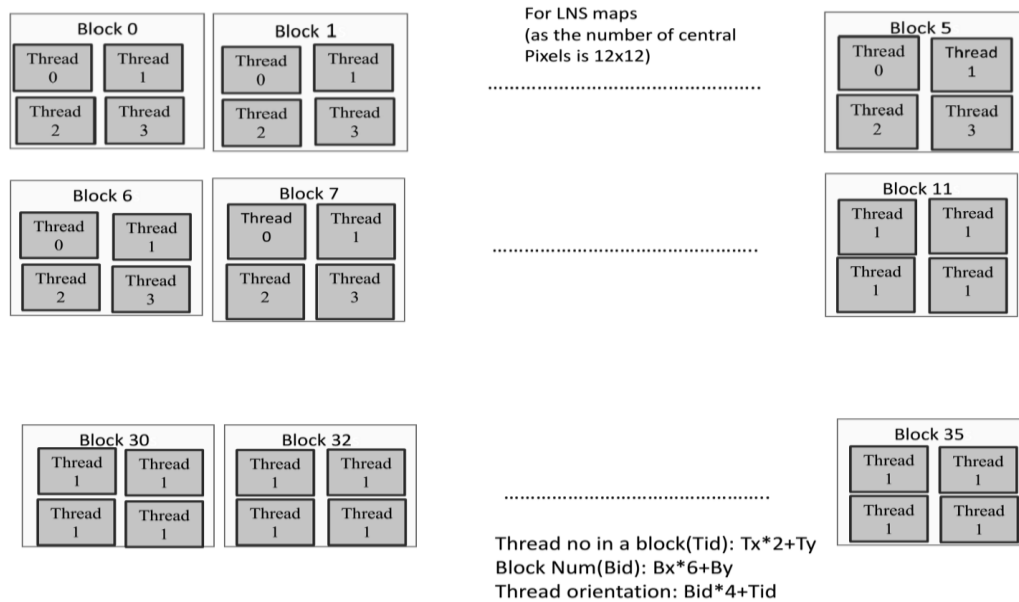 Block 0
Thread
0
Thread
1
Thread
2
Thread
3
Block 1
Thread
0
Thread
1
Thread
2
Thread
3
For LNS maps
(as the number of central
Pixels is 12x12)
Block 5
Thread
0
Thread
1
Thread
2
Thread
3
Block 6
Thread
0
Thread
1
Thread
2
Thread
3
Block 7
Thread
0
Thread
1
Thread
2
Thread
3
Block 11
Thread
1
Thread
1
Thread
1
Thread
1
Block 30
Thread
1
Thread
1
Thread
1
Thread
1
Block 32
Thread
1
Thread
1
Thread
1
Thread
1
Block 35
Thread
1
Thread
1
Thread
1
Thread
1
Thread no in a block(Tid): Tx*2+Ty
Block Num(Bid): Bx*6+By
Thread orientation: Bid*4+Tid